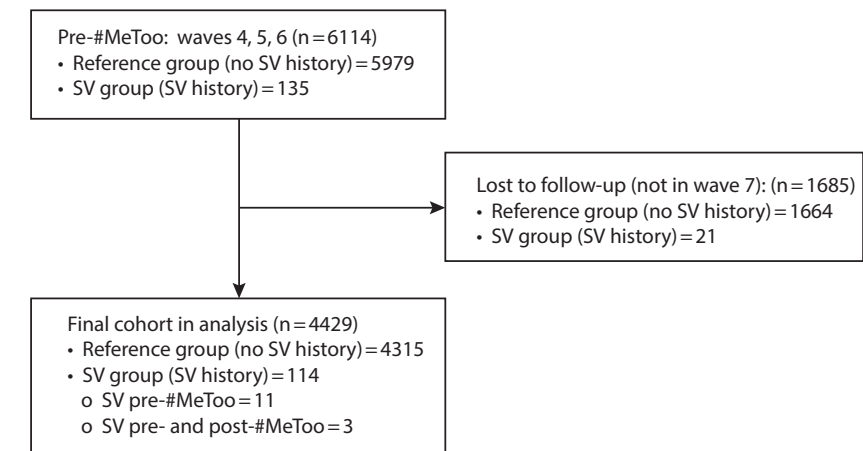 Pre-#MeToo: waves 4, 5, 6 (n=6114)
• Reference group (no SV history)=5979
• SV group (SV history)=135
Lost to follow-up (not in wave 7): (n=1685)
• Reference group (no SV history)=1664
• SV group (SV history)=21
Final cohort in analysis (n=4429)
• Reference group (no SV history)=4315
• SV group (SV history)=114
o SV pre-#MeToo=11
o SV pre- and post-#MeToo=3